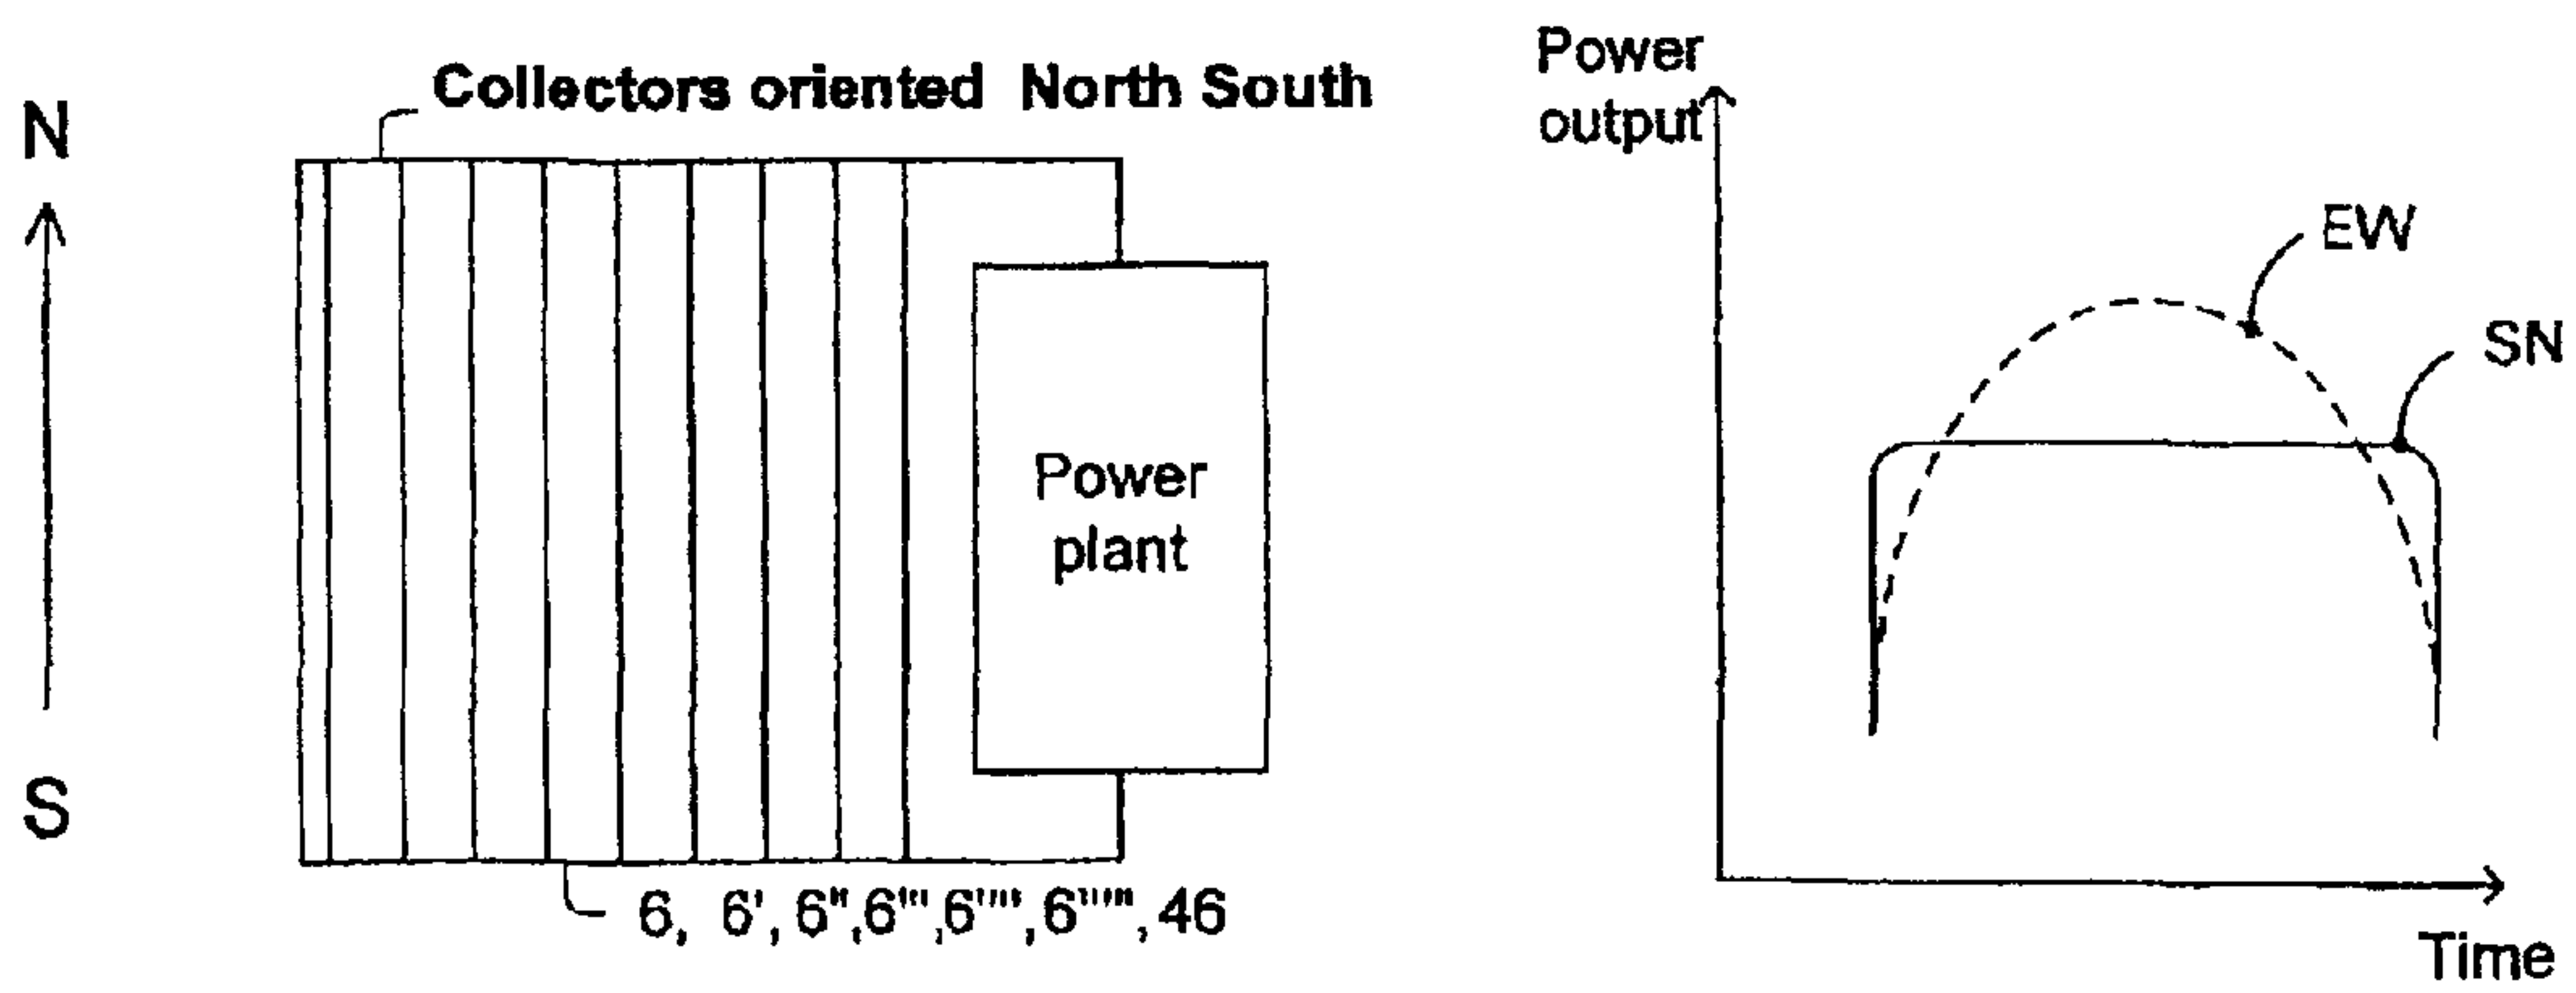 Collectors oriented North South
N
S
Power
plant
6, 6', 6'',6''',6'''',6''''',46
Power
output
EW
SN
Time